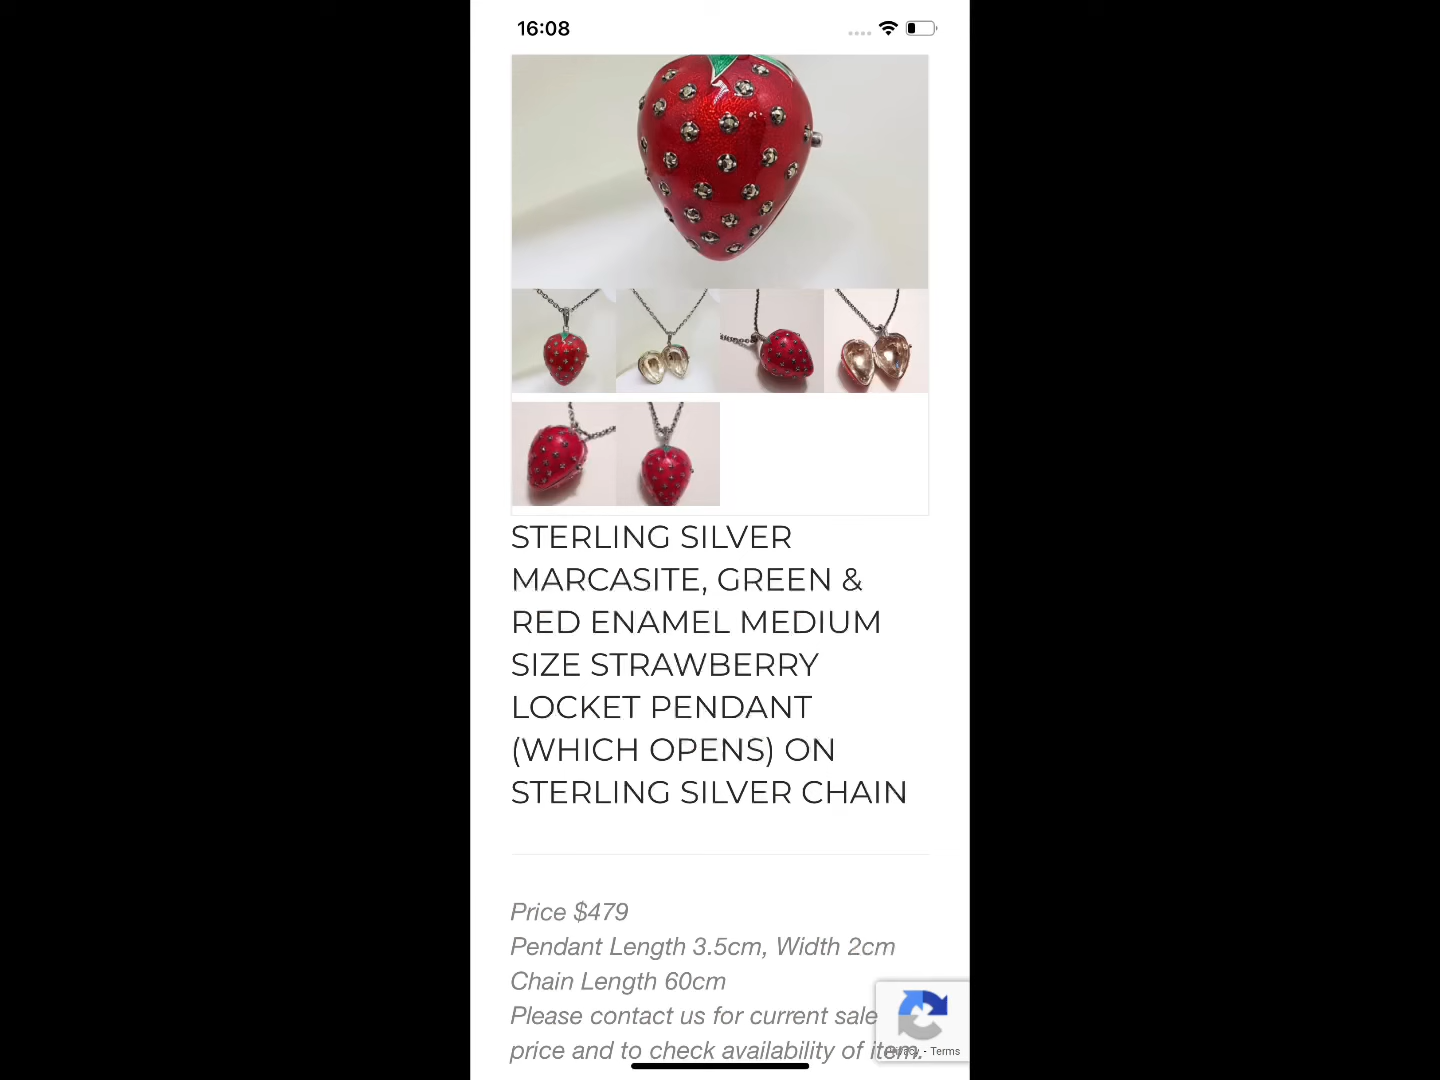 16:08
STERLING SILVER
MARCASITE, GREEN &
RED ENAMEL MEDIUM
SIZE STRAWBERRY
LOCKET PENDANT
(WHICH OPENS) ON
STERLING SILVER CHAIN
Price $479
Pendant Length 3.5cm, Width 2cm
Chain Length 60cm
Please contact us for current sale
price and to check availability of item.
Privacy - Terms